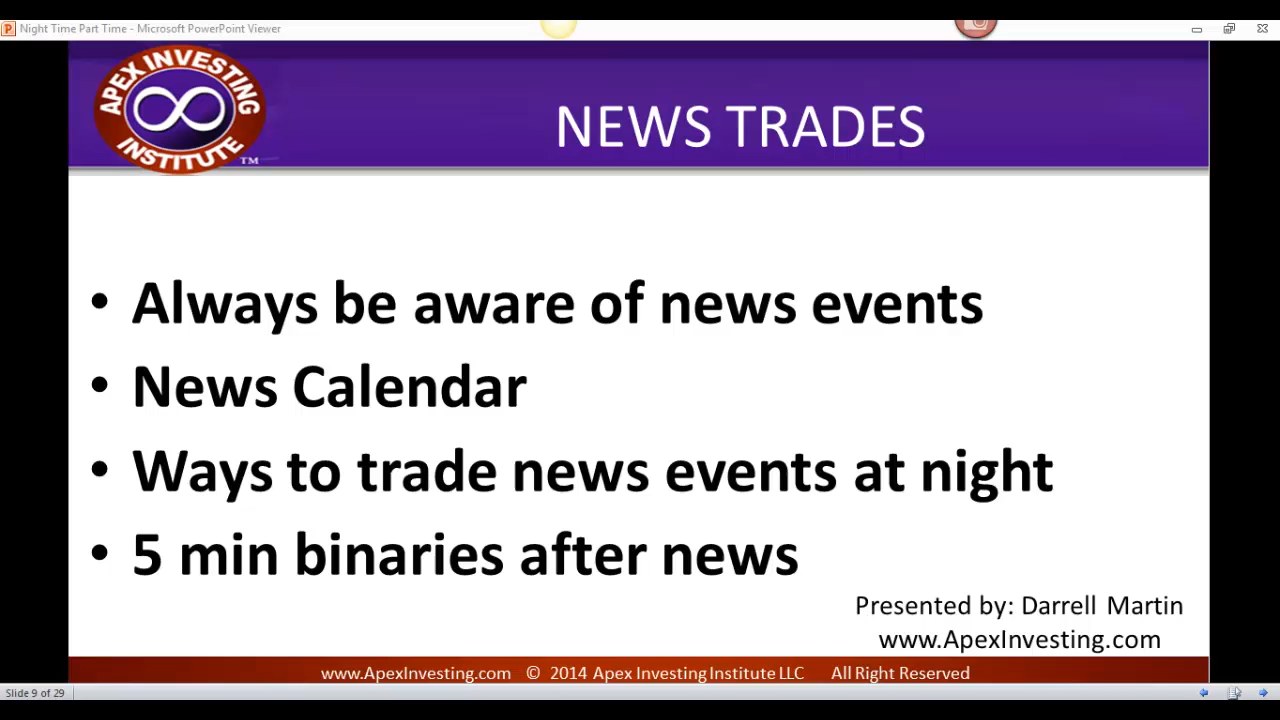 Night Time Part Time - Microsoft PowerPoint Viewer
APEX INVESTING
INSTITUTE TM
NEWS TRADES
• Always be aware of news events
• News Calendar
• Ways to trade news events at night
• 5 min binaries after news
Presented by: Darrell Martin
www.ApexInvesting.com
www.ApexInvesting.com © 2014 Apex Investing Institute LLC All Right Reserved
Slide 9 of 29